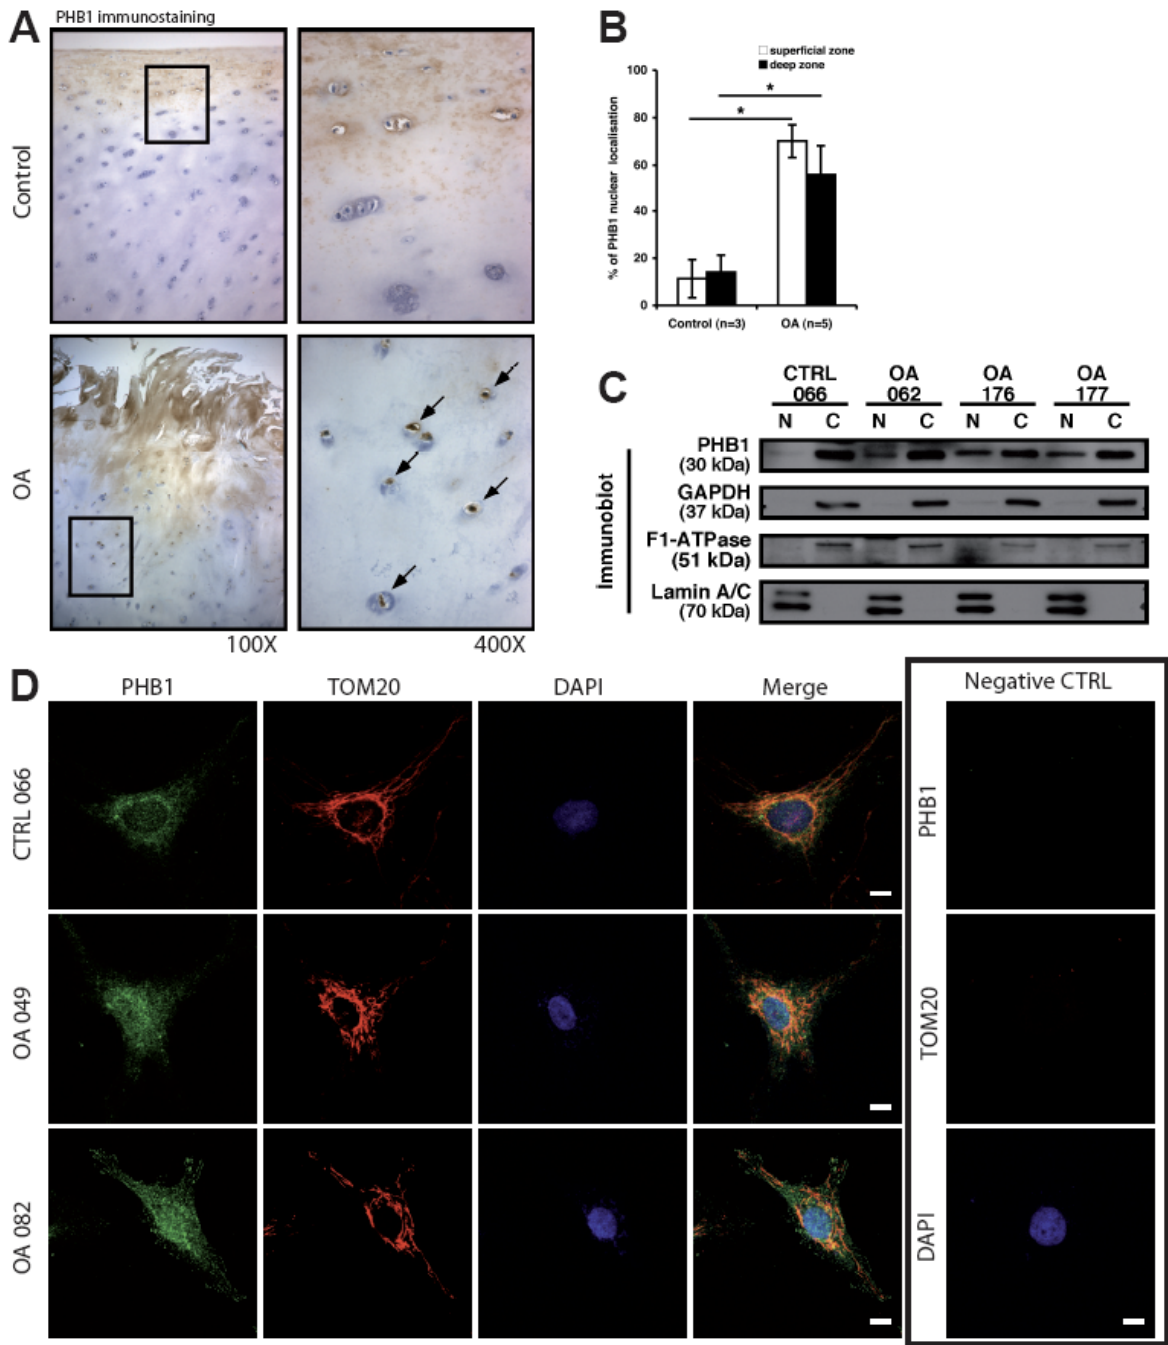 A
PHB1 immunostaining
Control
OA
100X
400X
B
superficial zone
deep zone
% of PHB1 nuclear localisation
100
80
60
40
20
0
*
*
Control (n=3)
OA (n=5)
C
CTRL
066
OA
062
OA
176
OA
177
N C N C N C N C
Immunoblot
PHB1
(30 kDa)
GAPDH
(37 kDa)
F1-ATPase
(51 kDa)
Lamin A/C
(70 kDa)
D
PHB1 TOM20 DAPI Merge
Negative CTRL
CTRL 066
OA 049
OA 082
PHB1
TOM20
DAPI